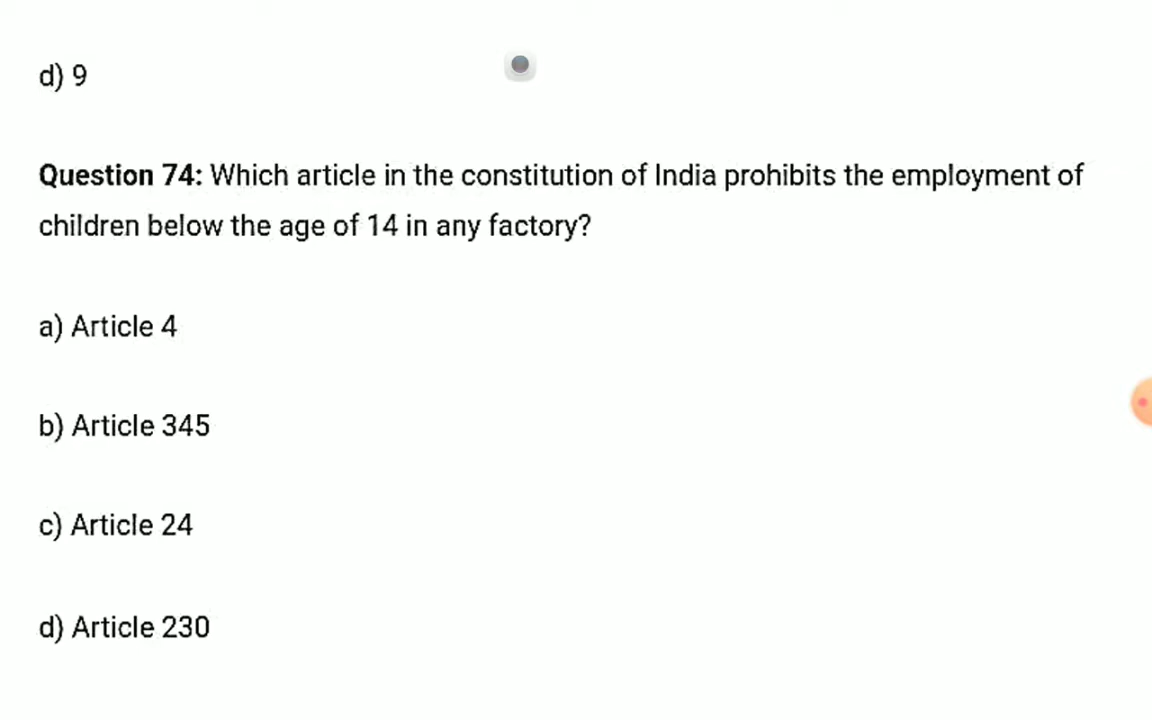 d) 9
Question 74: Which article in the constitution of India prohibits the employment of
children below the age of 14 in any factory?
a) Article 4
b) Article 345
c) Article 24
d) Article 230